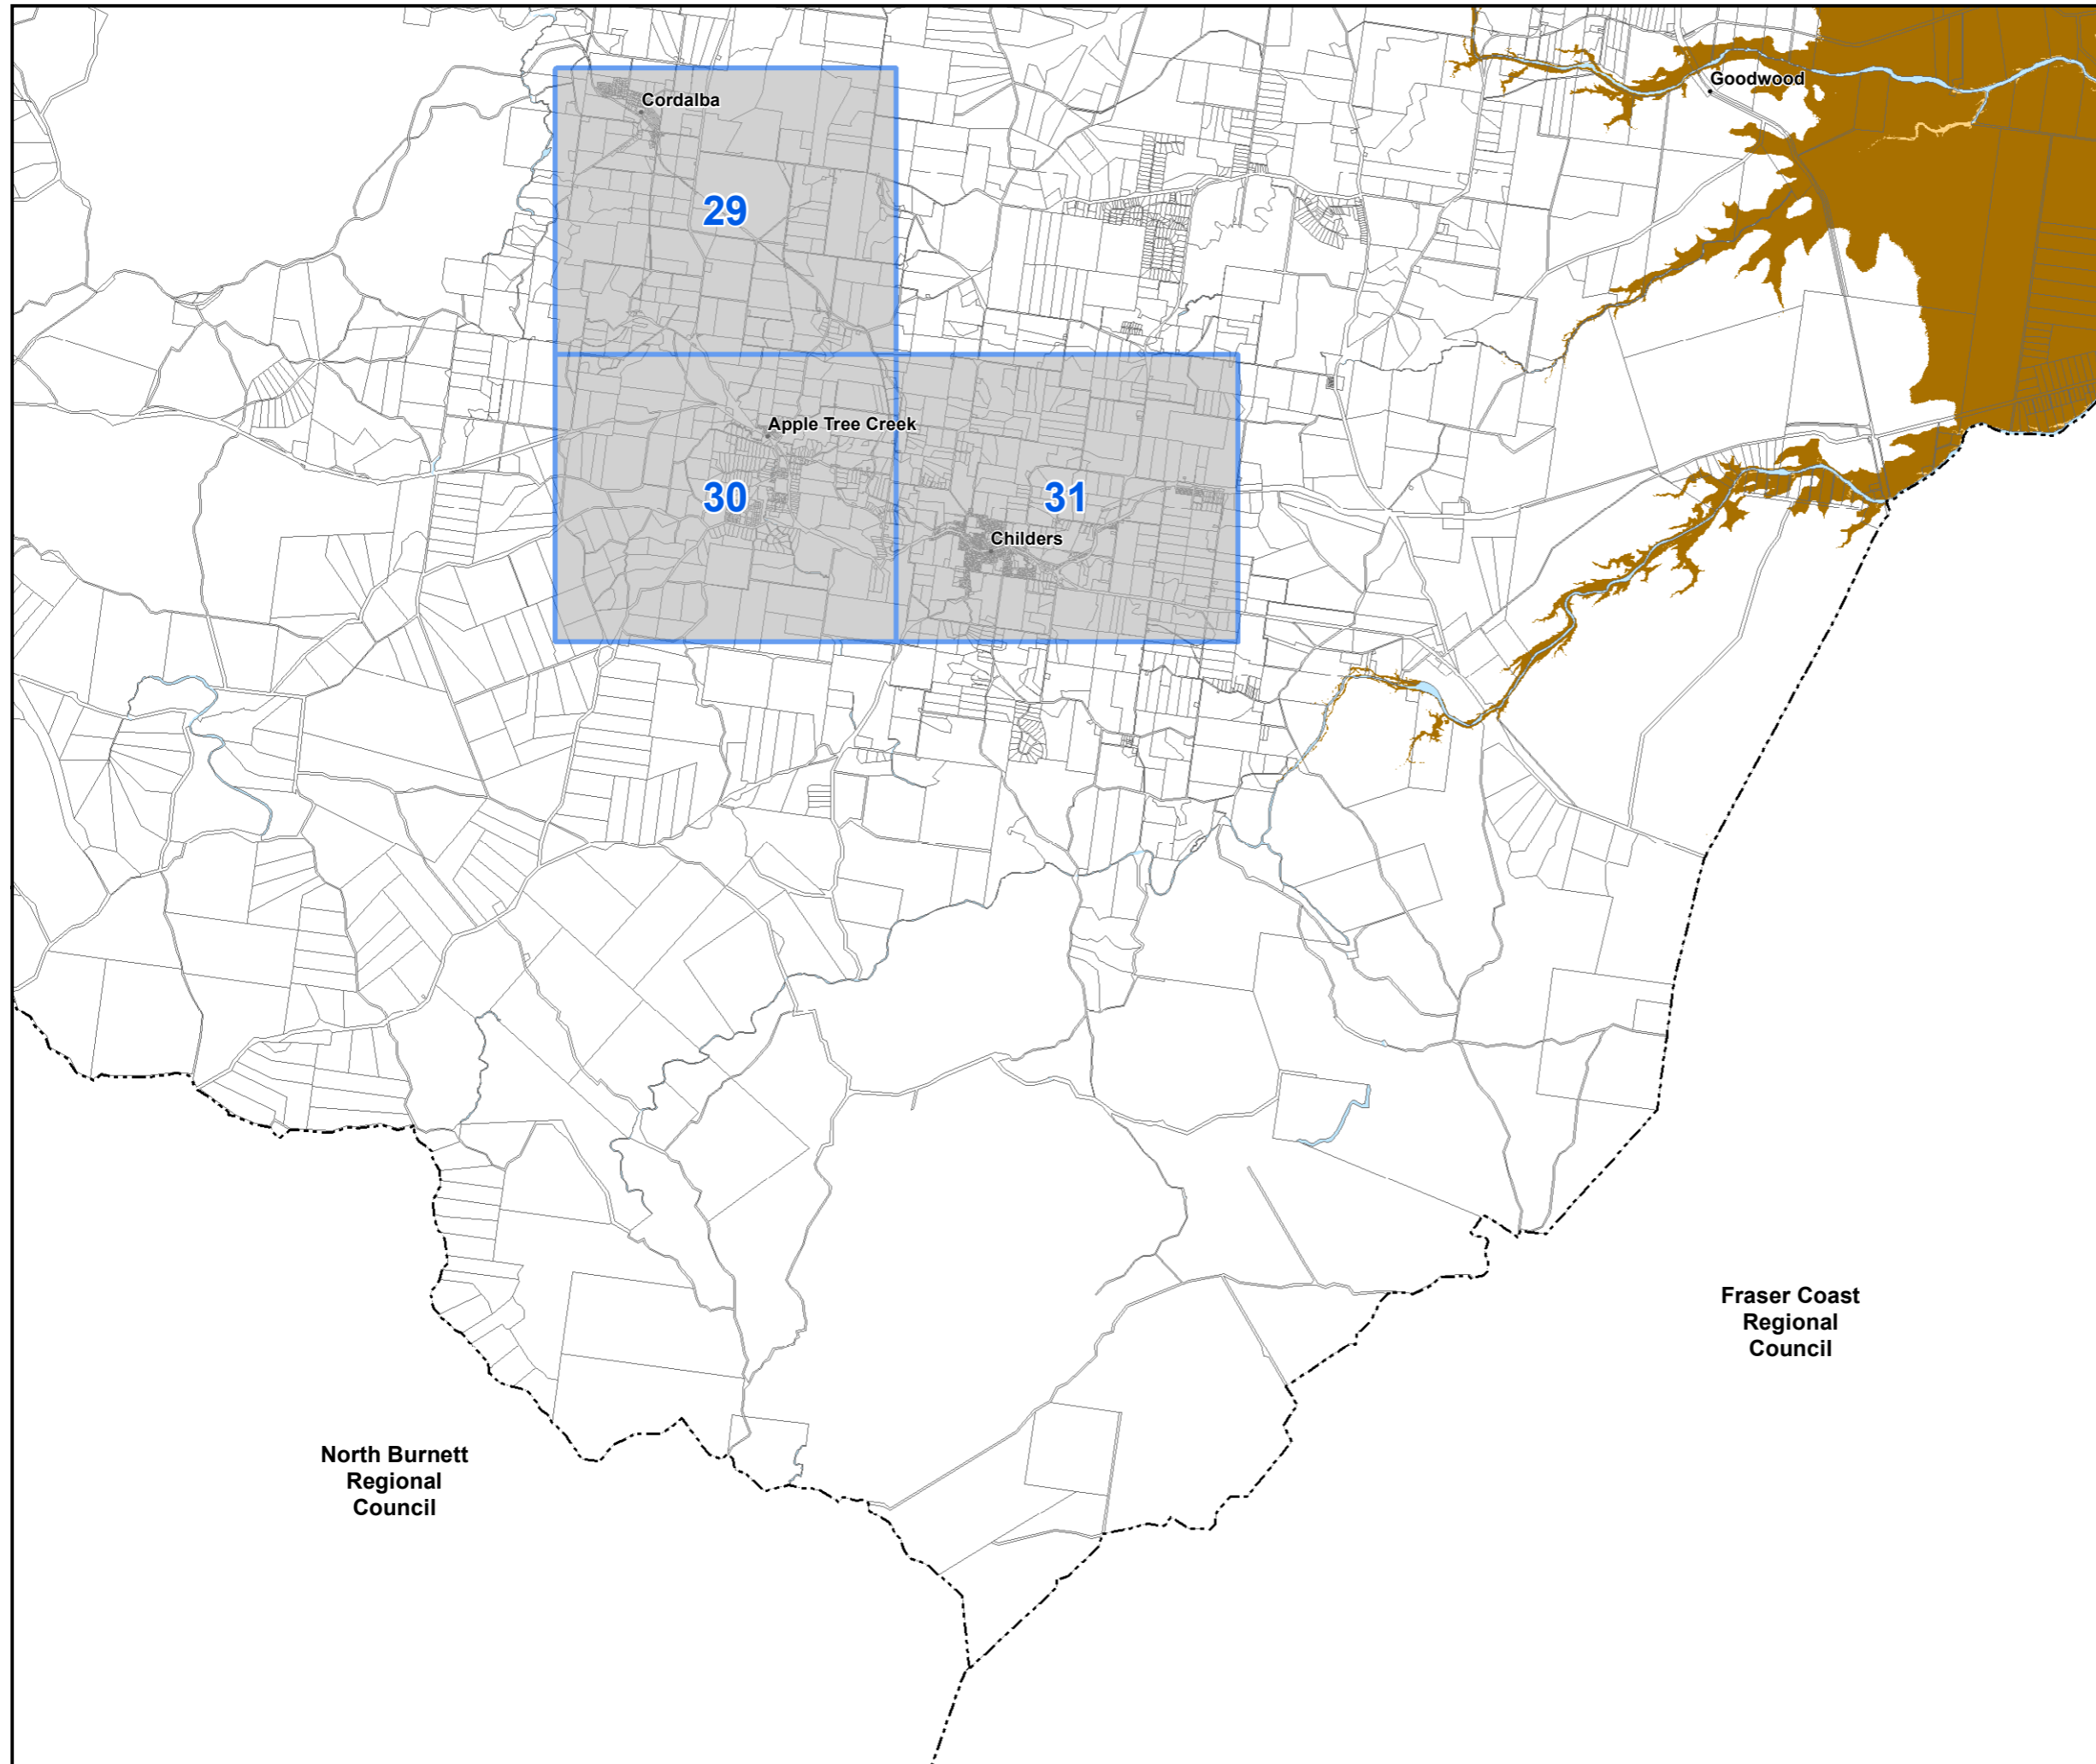 Goodwood
Cordalba
29
Apple Tree Creek
30
31
Childers
Fraser Coast
Regional
Council
North Burnett
Regional
Council